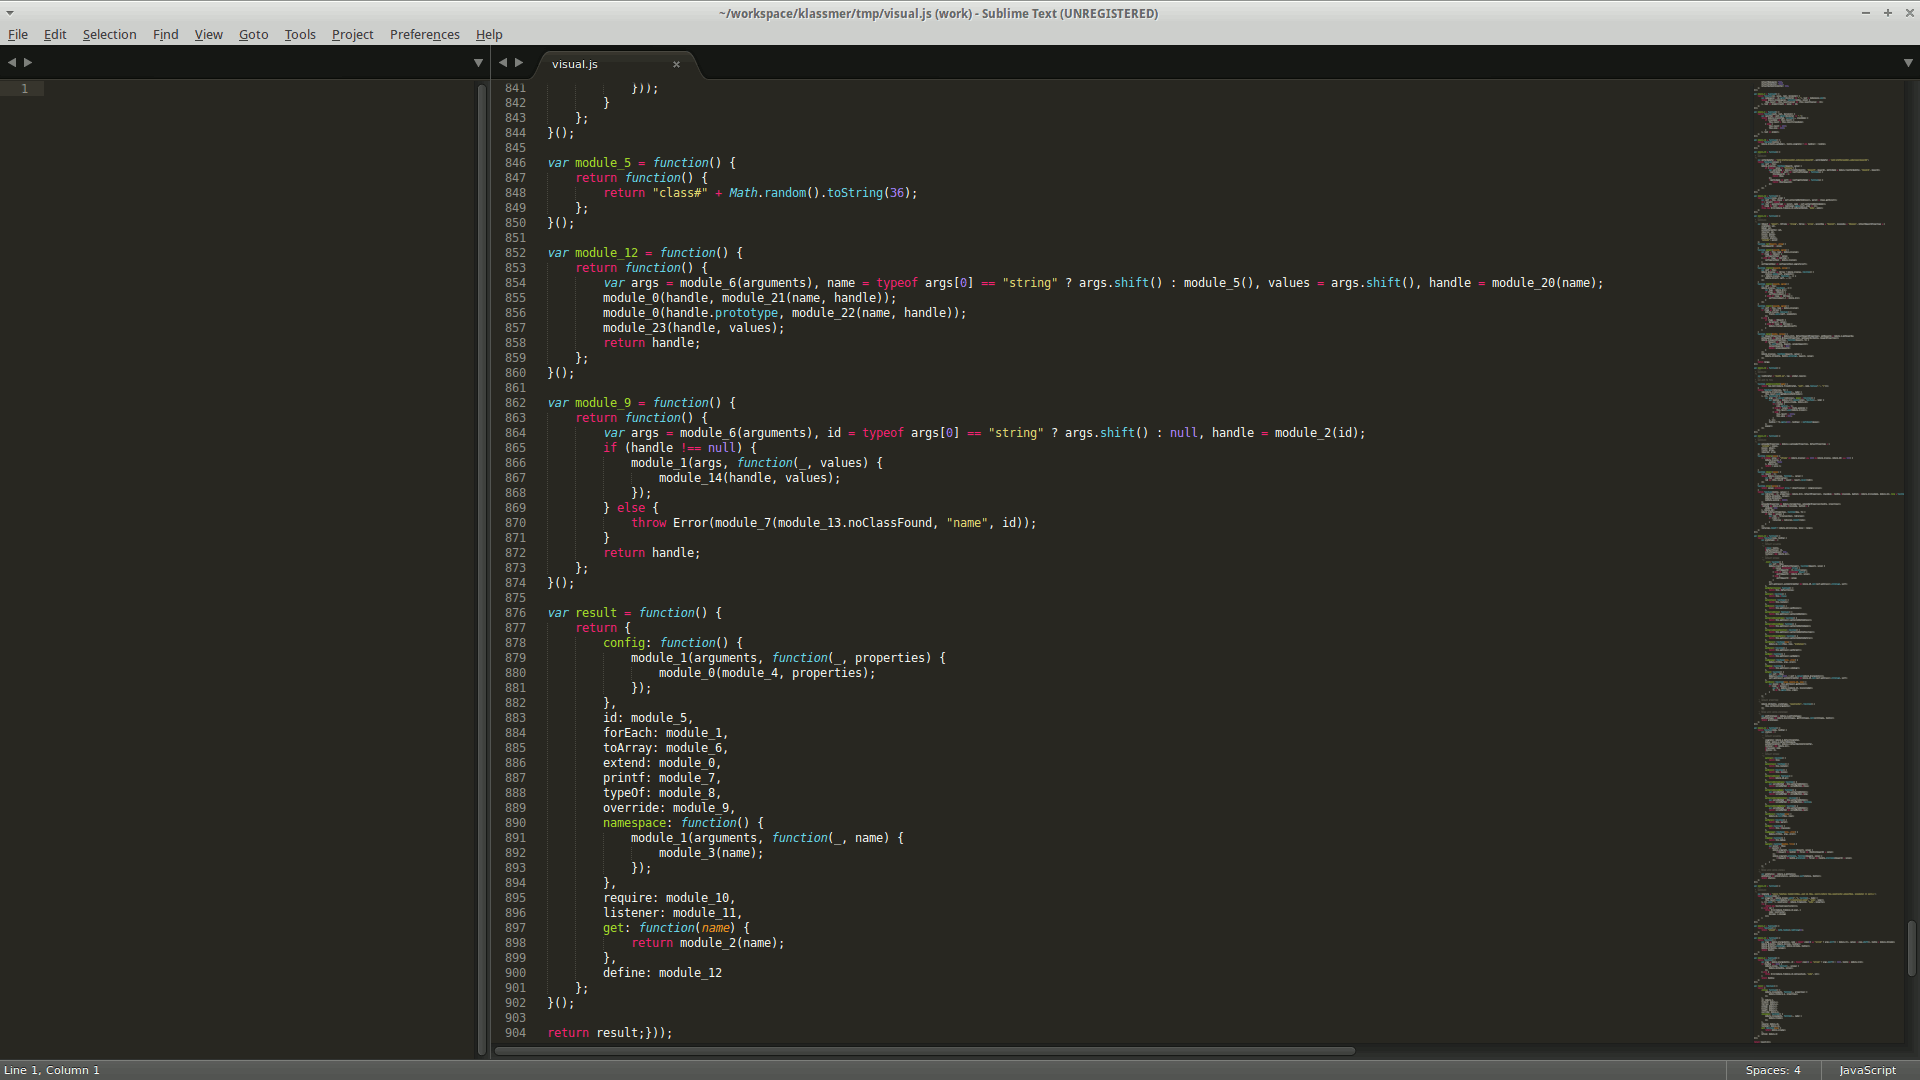 ~/workspace/klassmer/tmp/visual.js (work) - Sublime Text (UNREGISTERED)
File Edit Selection Find View Goto Tools Project Preferences Help
visual.js
1
841             }));
842         }
843     };
844 }();
845
846 var module_5 = function() {
847     return function() {
848         return "class#" + Math.random().toString(36);
849     };
850 }();
851
852 var module_12 = function() {
853     return function() {
854         var args = module_6(arguments), name = typeof args[0] == "string" ? args.shift() : module_5(), values = args.shift(), handle = module_20(name);
855         module_0(handle, module_21(name, handle));
856         module_0(handle.prototype, module_22(name, handle));
857         module_23(handle, values);
858         return handle;
859     };
860 }();
861
862 var module_9 = function() {
863     return function() {
864         var args = module_6(arguments), id = typeof args[0] == "string" ? args.shift() : null, handle = module_2(id);
865         if (handle !== null) {
866             module_1(args, function(_, values) {
867                 module_14(handle, values);
868             });
869         } else {
870             throw Error(module_7(module_13.noClassFound, "name", id));
871         }
872         return handle;
873     };
874 }();
875
876 var result = function() {
877     return {
878         config: function() {
879             module_1(arguments, function(_, properties) {
880                 module_0(module_4, properties);
881             });
882         },
883         id: module_5,
884         forEach: module_1,
885         toArray: module_6,
886         extend: module_0,
887         printf: module_7,
888         typeOf: module_8,
889         override: module_9,
890         namespace: function() {
891             module_1(arguments, function(_, name) {
892                 module_3(name);
893             });
894         },
895         require: module_10,
896         listener: module_11,
897         get: function(name) {
898             return module_2(name);
899         },
900         define: module_12
901     };
902 }();
903
904 return result;}));
Line 1, Column 1
Spaces: 4
JavaScript